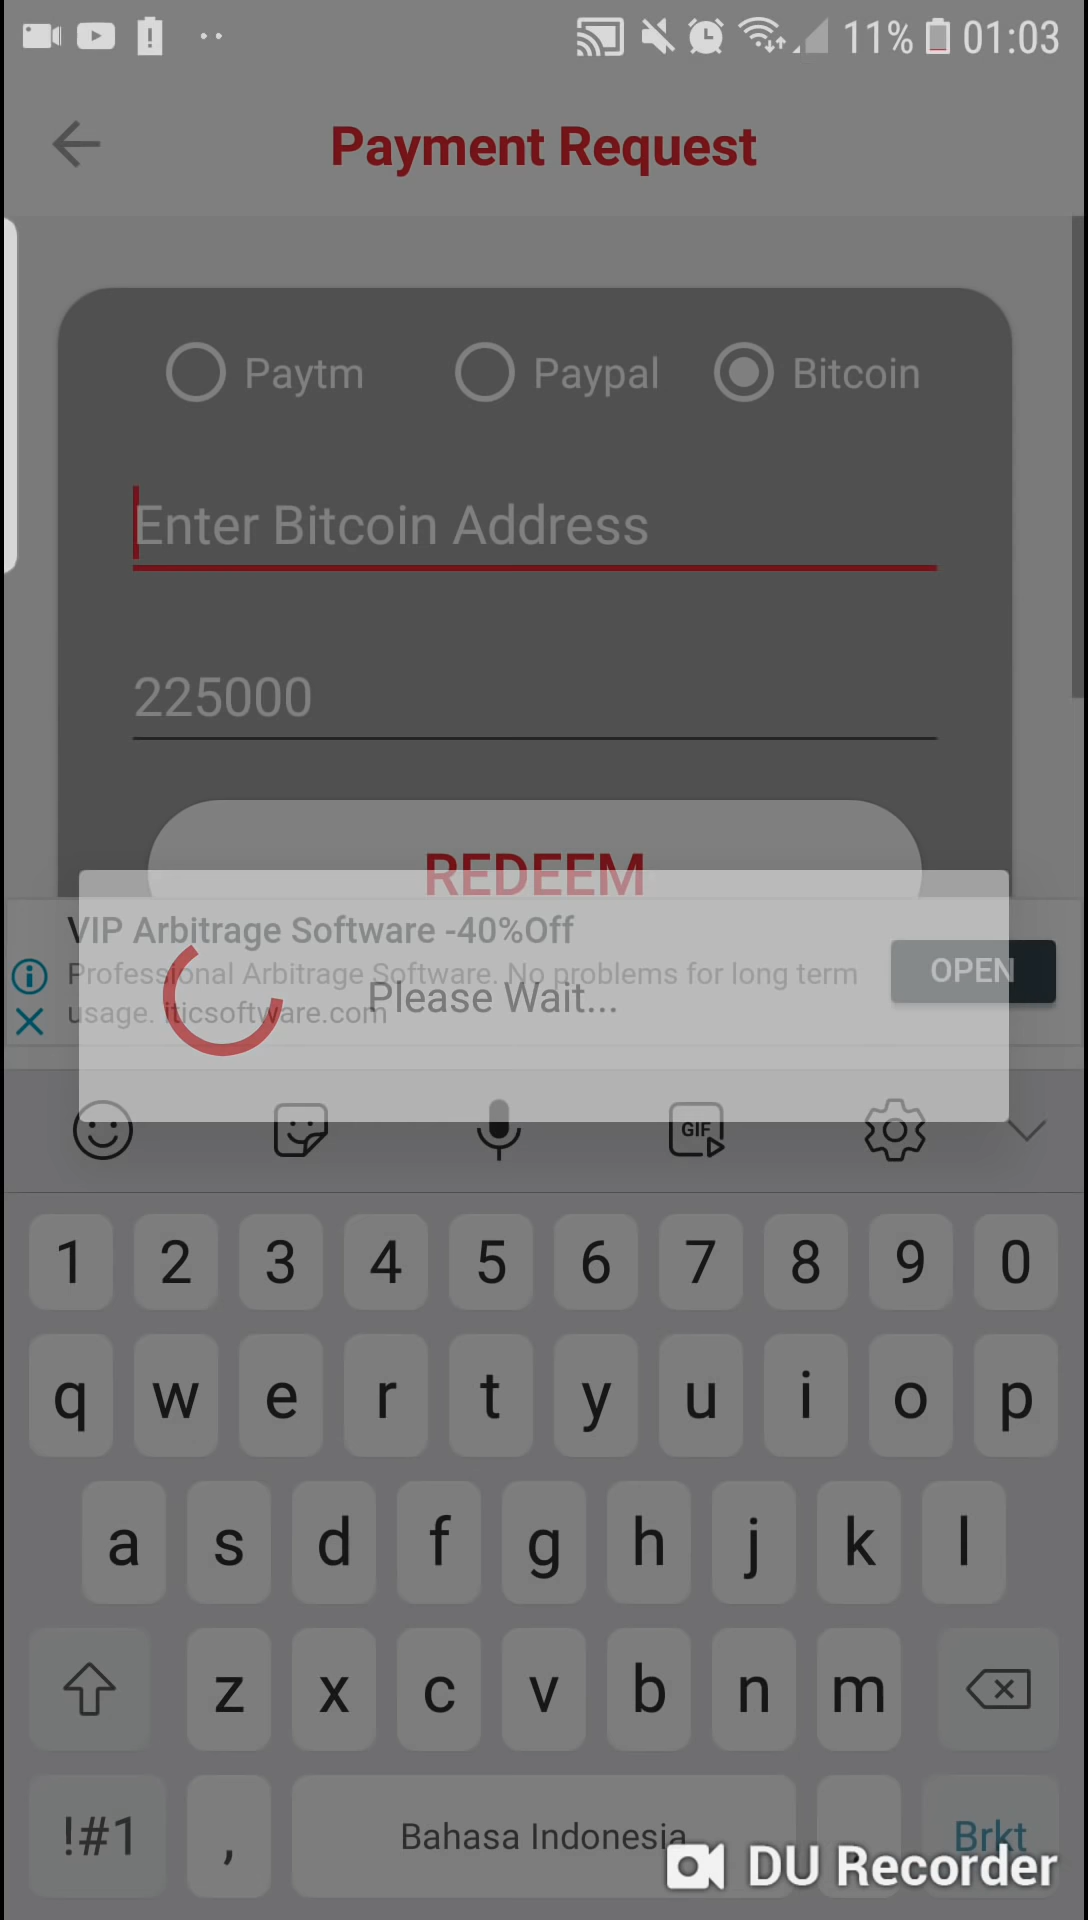 11% 01:03
Payment Request
Paytm Paypal Bitcoin
Enter Bitcoin Address
225000
REDEEM
VIP Arbitrage Software -40%Off
Professional Arbitrage Software. No problems for long term
usage. iticsoftware.com
OPEN
Please Wait...
GIF
1 2 3 4 5 6 7 8 9 0
q w e r t y u i o p
a s d f g h j k l
z x c v b n m
!#1 , Bahasa Indonesia Brkt
DU Recorder